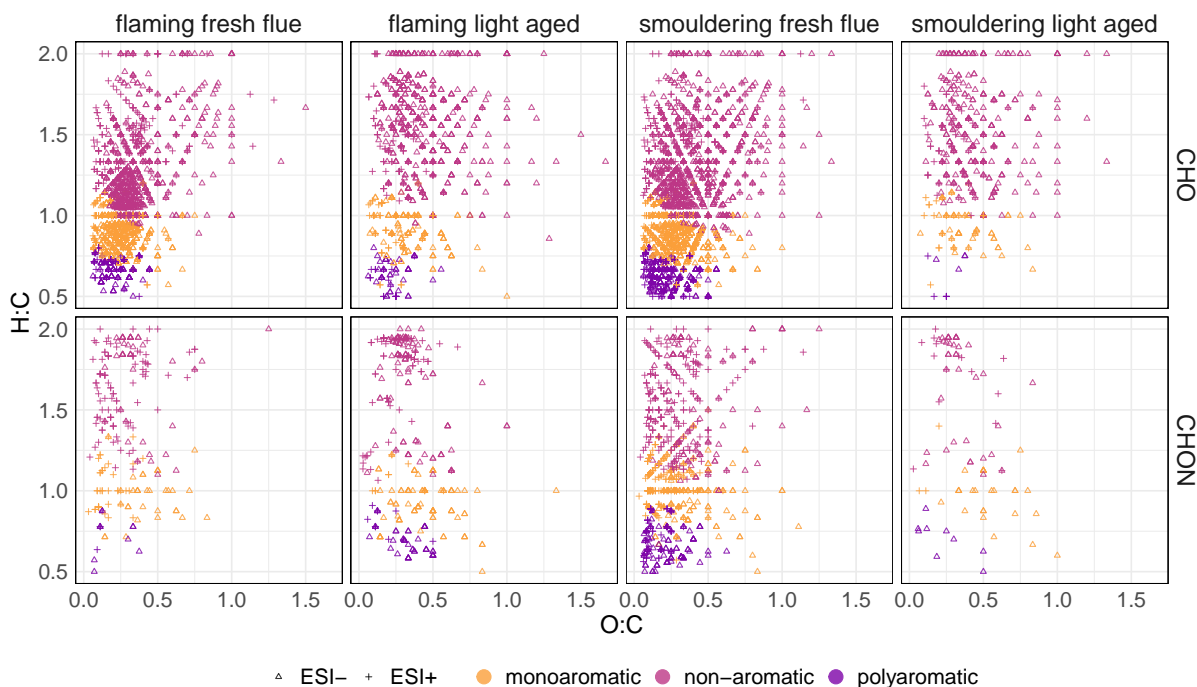 flaming fresh flue flaming light aged smouldering fresh flue smouldering light aged
2.0
1.5
1.0
0.5
CHO
H:C
2.0
1.5
1.0
0.5
CHON
0.0 0.5 1.0 1.5 0.0 0.5 1.0 1.5 0.0 0.5 1.0 1.5 0.0 0.5 1.0 1.5
O:C
ESI− ESI+ monoaromatic non−aromatic polyaromatic